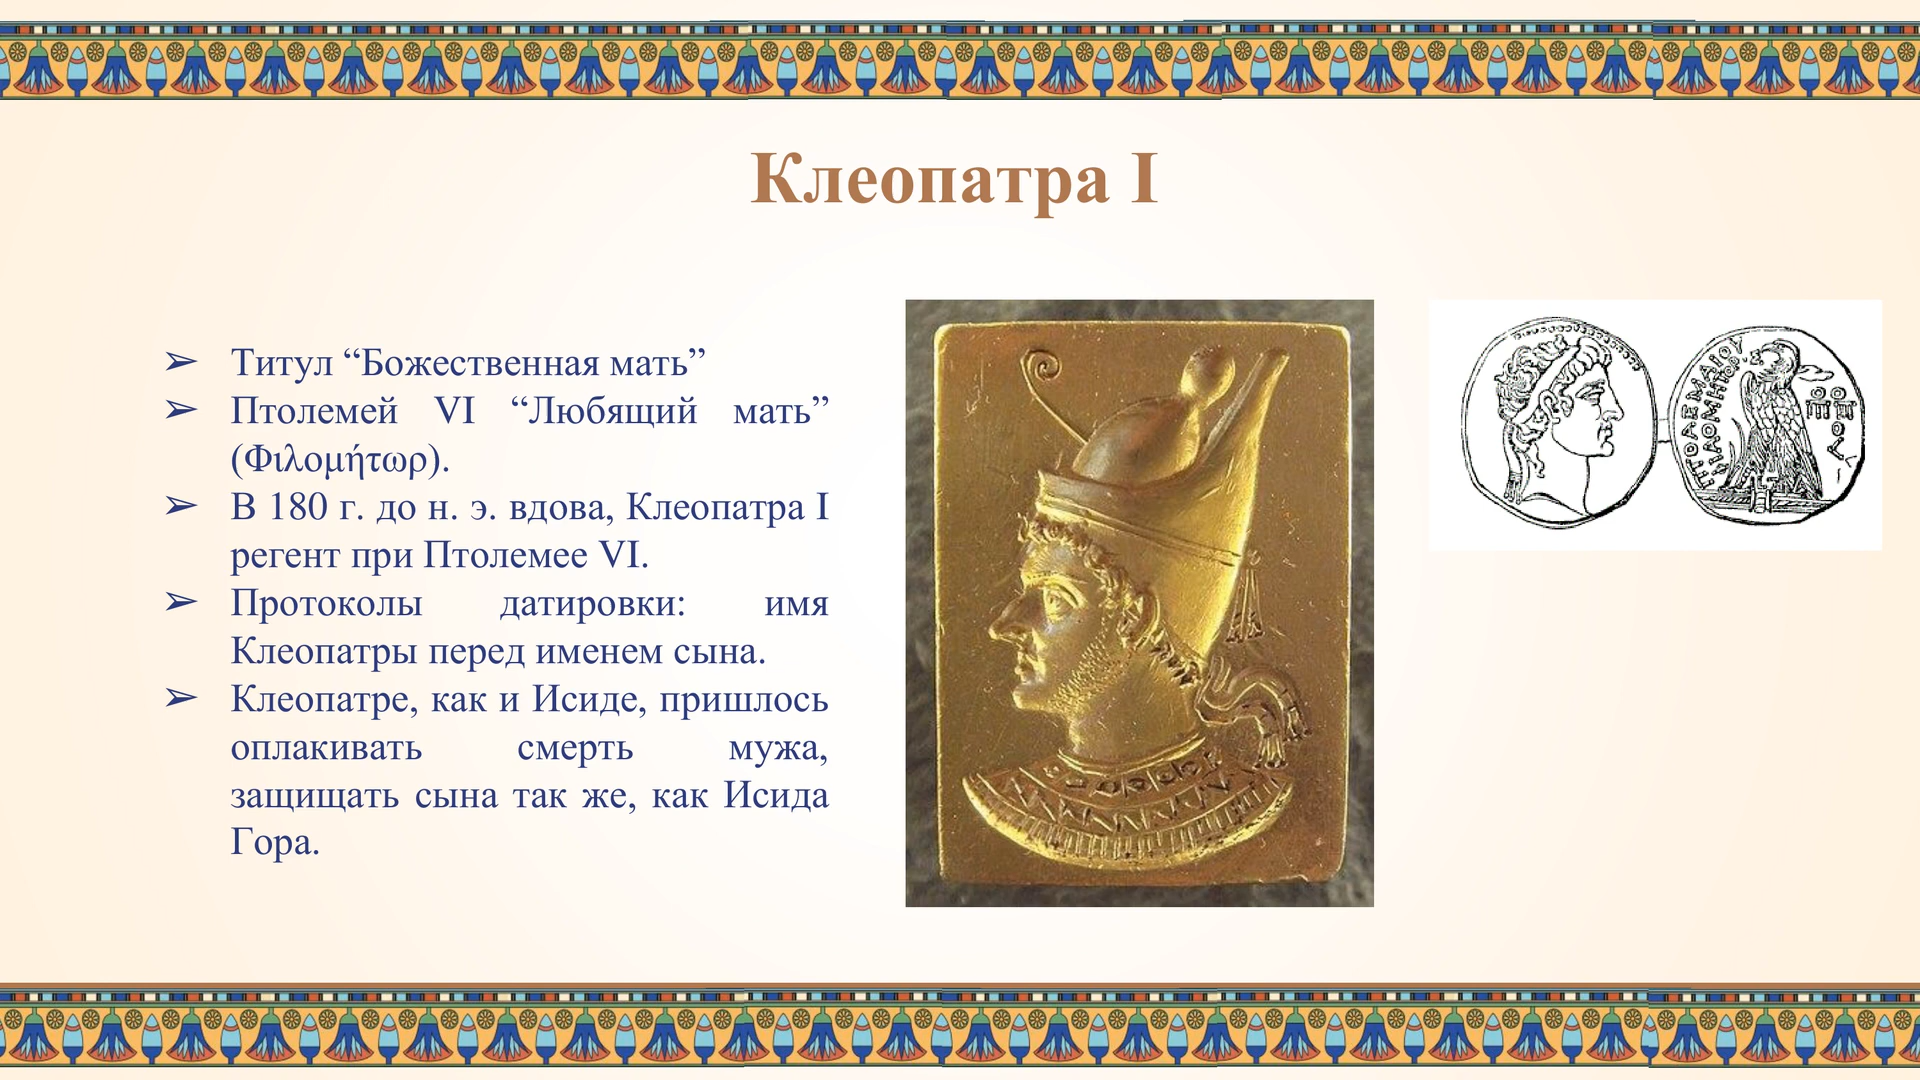 Клеопатра I
➢ Титул “Божественная мать”
➢ Птолемей VI “Любящий мать”
(Φιλομήτωρ).
➢ В 180 г. до н. э. вдова, Клеопатра I
регент при Птолемее VI.
➢ Протоколы датировки: имя
Клеопатры перед именем сына.
➢ Клеопатре, как и Исиде, пришлось
оплакивать смерть мужа,
защищать сына так же, как Исида
Гора.
ΠΤΟΛΕΜΑΙΟΥ